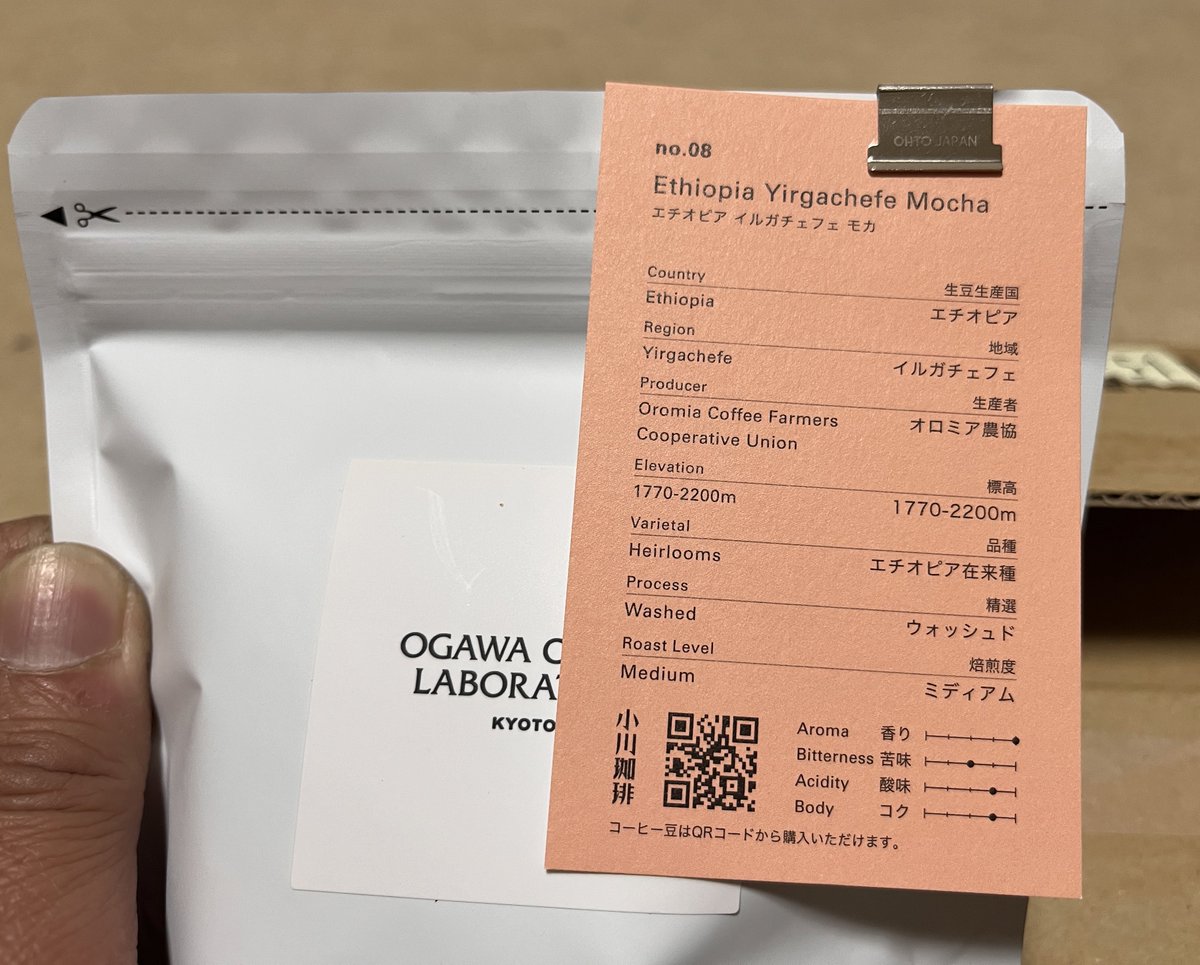 OHTO JAPAN
no.08
Ethiopia Yirgachefe Mocha
エチオピア イルガチェフェ モカ
Country 生豆生産国
Ethiopia エチオピア
Region 地域
Yirgachefe イルガチェフェ
Producer 生産者
Oromia Coffee Farmers オロミア農協
Cooperative Union
Elevation 標高
1770-2200m 1770-2200m
Varietal 品種
Heirlooms エチオピア在来種
Process 精選
Washed ウォッシュド
Roast Level 焙煎度
Medium ミディアム
小川珈琲
Aroma 香り
Bitterness 苦味
Acidity 酸味
Body コク
コーヒー豆はQRコードから購入いただけます。
OGAWA
KYOTO